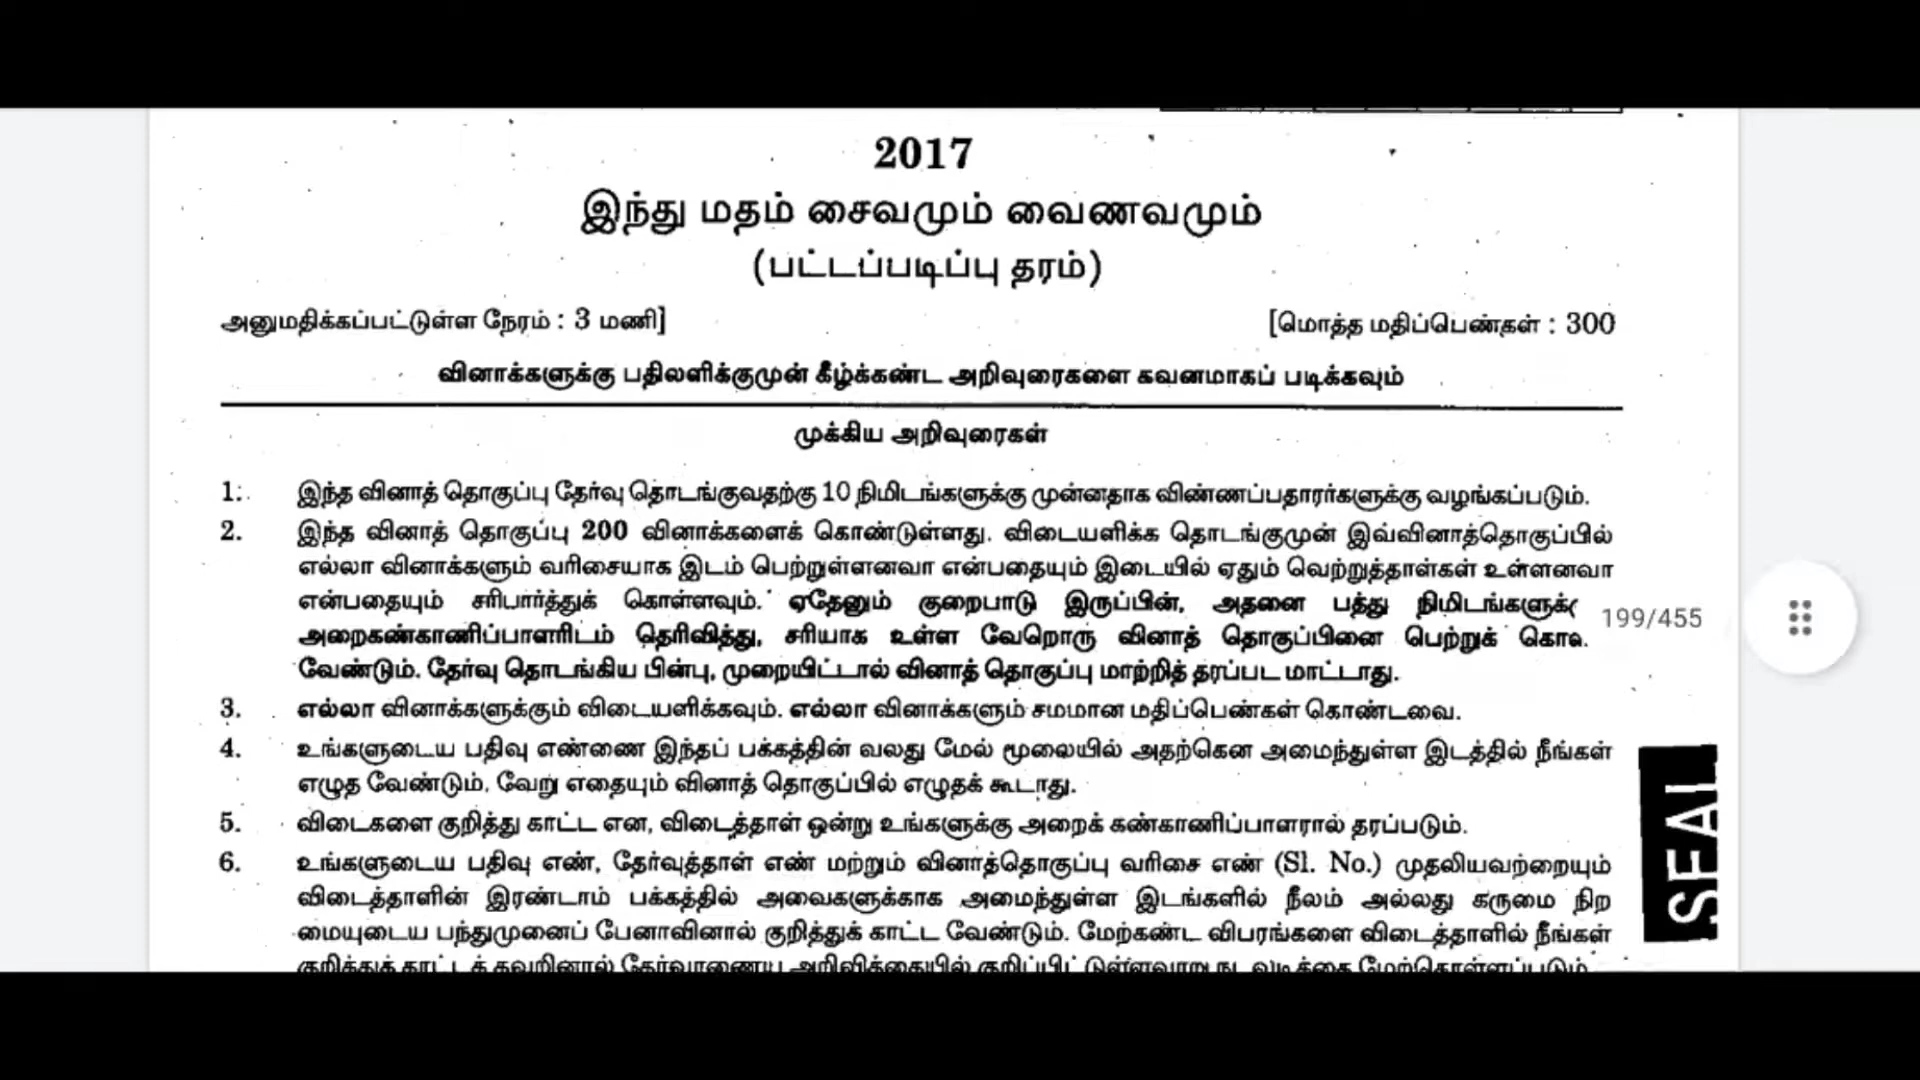 2017
இந்து மதம் சைவமும் வைணவமும்
(பட்டப்படிப்பு தரம்)
அனுமதிக்கப்பட்டுள்ள நேரம் : 3 மணி]
[மொத்த மதிப்பெண்கள் : 300
வினாக்களுக்கு பதிலளிக்குமுன் கீழ்க்கண்ட அறிவுரைகளை கவனமாகப் படிக்கவும்
முக்கிய அறிவுரைகள்
1. இந்த வினாத் தொகுப்பு தேர்வு தொடங்குவதற்கு 10 நிமிடங்களுக்கு முன்னதாக விண்ணப்பதாரர்களுக்கு வழங்கப்படும்.
2. இந்த வினாத் தொகுப்பு 200 வினாக்களைக் கொண்டுள்ளது. விடையளிக்க தொடங்குமுன் இவ்வினாத்தொகுப்பில்
எல்லா வினாக்களும் வரிசையாக இடம் பெற்றுள்ளனவா என்பதையும் இடையில் ஏதும் வெற்றுத்தாள்கள் உள்ளனவா
என்பதையும் சரிபார்த்துக் கொள்ளவும். ஏதேனும் குறைபாடு இருப்பின், அதனை பத்து
199/455
அறைகண்காணிப்பாளரிடம் தெரிவித்து, சரியாக உள்ள வேறொரு வினாத் தொகுப்பினை பெற்றுக்
வேண்டும். தேர்வு தொடங்கிய பின்பு, முறையிட்டால் வினாத் தொகுப்பு மாற்றித் தரப்பட மாட்டாது.
3. எல்லா வினாக்களுக்கும் விடையளிக்கவும். எல்லா வினாக்களும் சமமான மதிப்பெண்கள் கொண்டவை.
4. உங்களுடைய பதிவு எண்ணை இந்தப் பக்கத்தின் வலது மேல் மூலையில் அதற்கென அமைந்துள்ள இடத்தில் நீங்கள்
எழுத வேண்டும். வேறு எதையும் வினாத் தொகுப்பில் எழுதக் கூடாது.
5. விடைகளை குறித்து காட்ட என, விடைத்தாள் ஒன்று உங்களுக்கு அறைக் கண்காணிப்பாளரால் தரப்படும்.
6. உங்களுடைய பதிவு எண், தேர்வுத்தாள் எண் மற்றும் வினாத்தொகுப்பு வரிசை எண் (Sl. No.) முதலியவற்றையும்
விடைத்தாளின் இரண்டாம் பக்கத்தில் அவைகளுக்காக அமைந்துள்ள இடங்களில் நீலம் அல்லது கருமை நிற
மையுடைய பந்துமுனைப் பேனாவினால் குறித்துக் காட்ட வேண்டும். மேற்கண்ட விபரங்களை விடைத்தாளில் நீங்கள்
குறித்துக் காட்டத் தவறினால் தேர்வாணைய அறிவிக்கையில் குறிப்பிட்டுள்ளவாறு நடவடிக்கை மேற்கொள்ளப்படும்.
SEAL